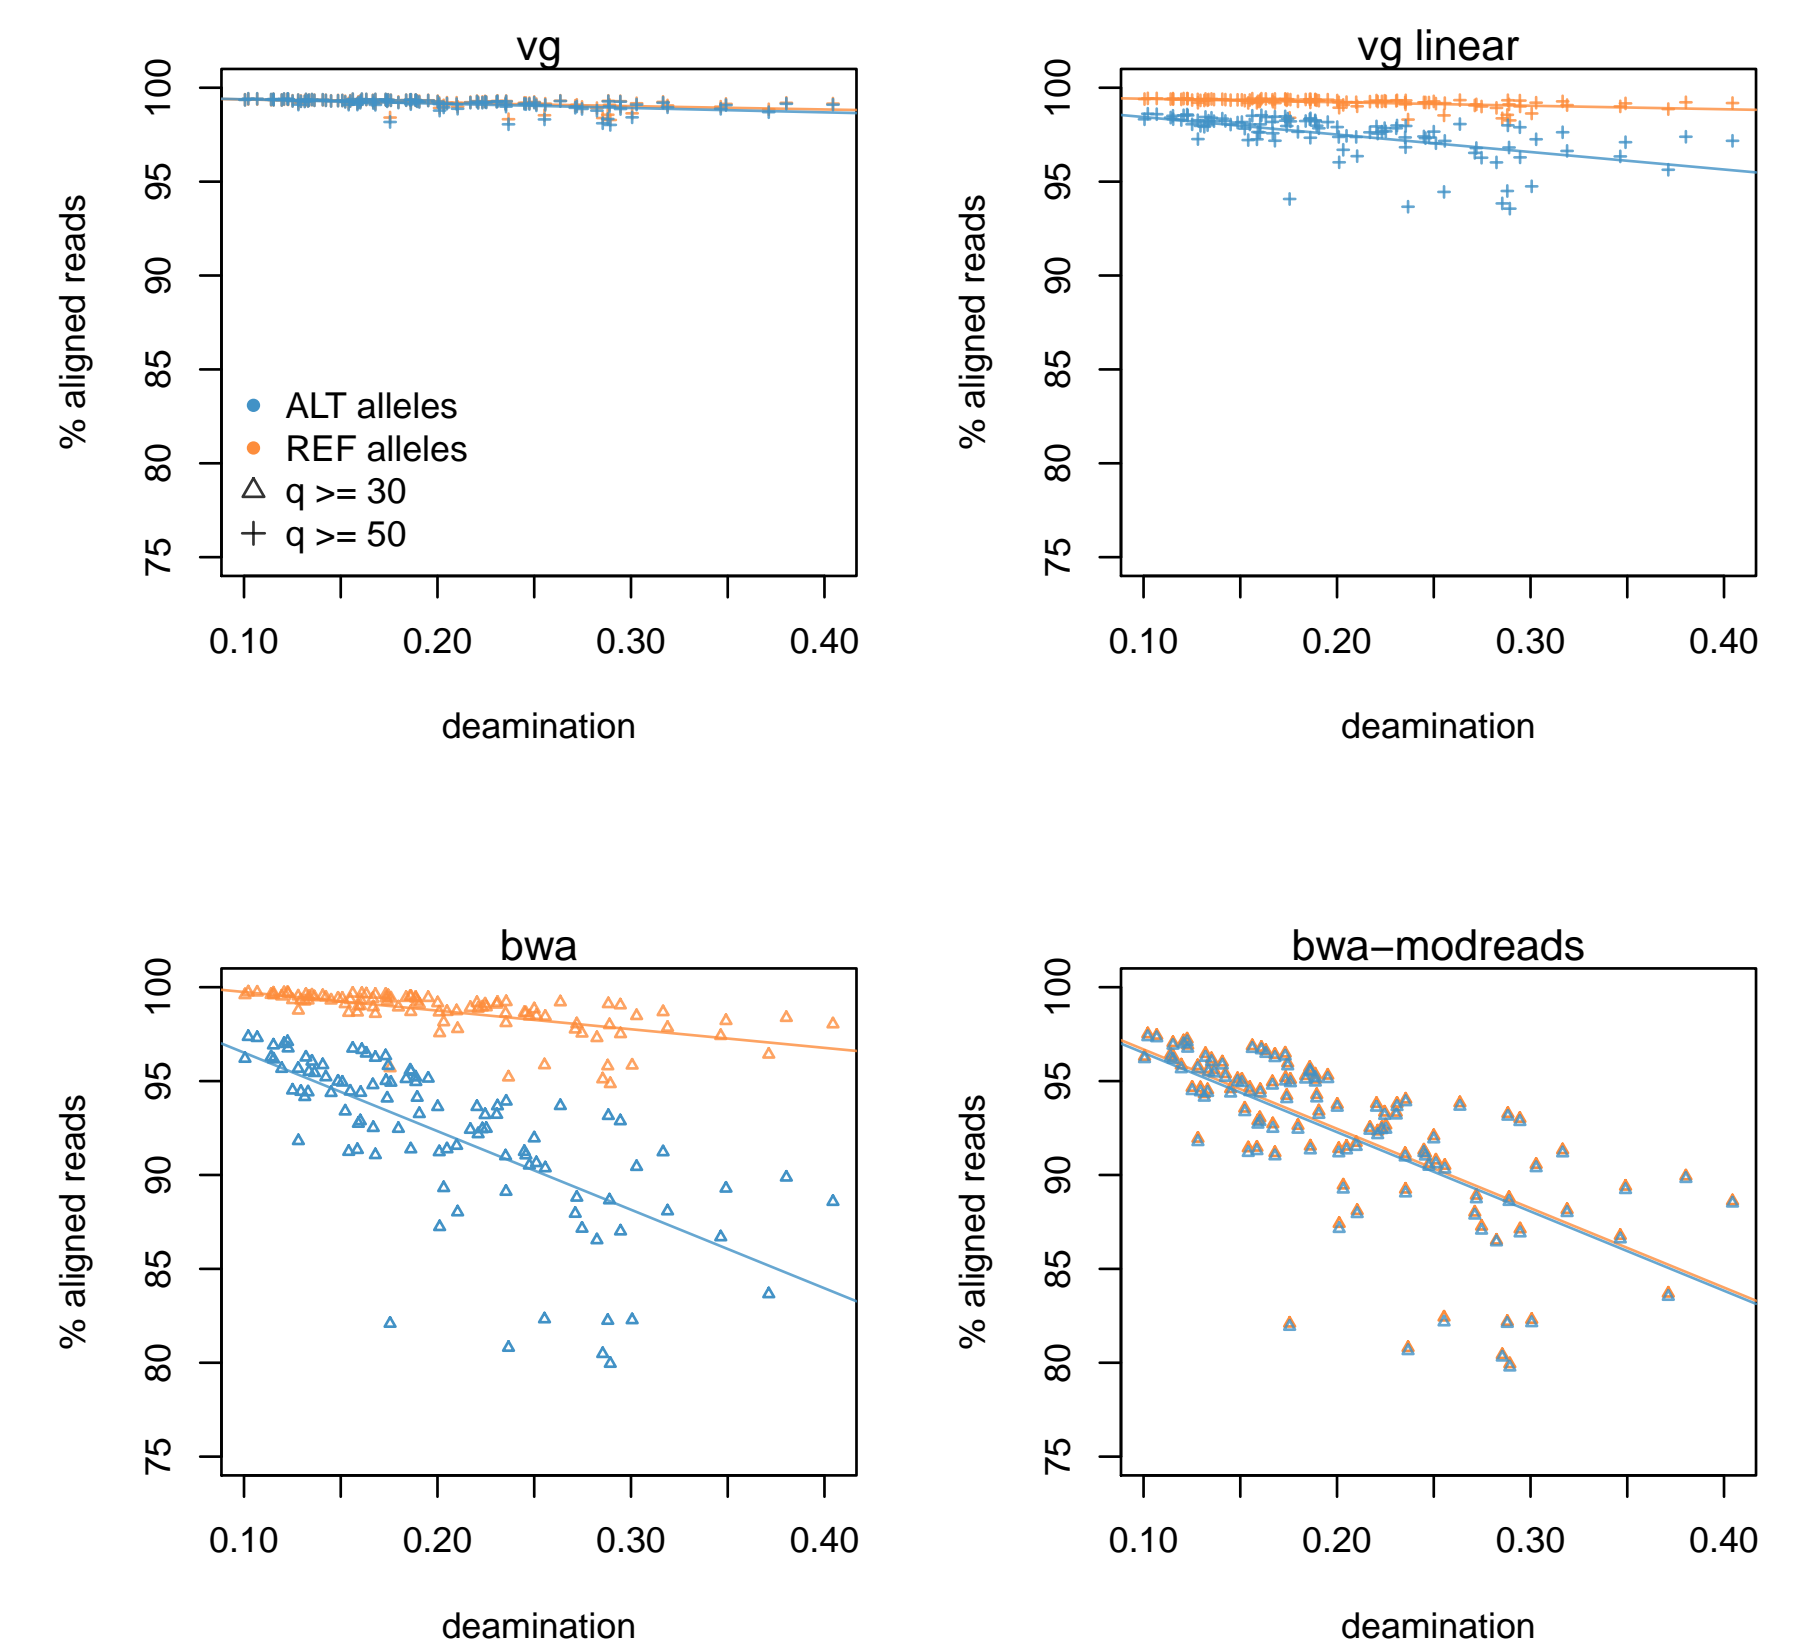 vg
100
95
90
85
80
75
% aligned reads
ALT alleles
REF alleles
q >= 30
q >= 50
0.10 0.20 0.30 0.40
deamination
vg linear
100
95
90
85
80
75
% aligned reads
0.10 0.20 0.30 0.40
deamination
bwa
100
95
90
85
80
75
% aligned reads
0.10 0.20 0.30 0.40
deamination
bwa−modreads
100
95
90
85
80
75
% aligned reads
0.10 0.20 0.30 0.40
deamination